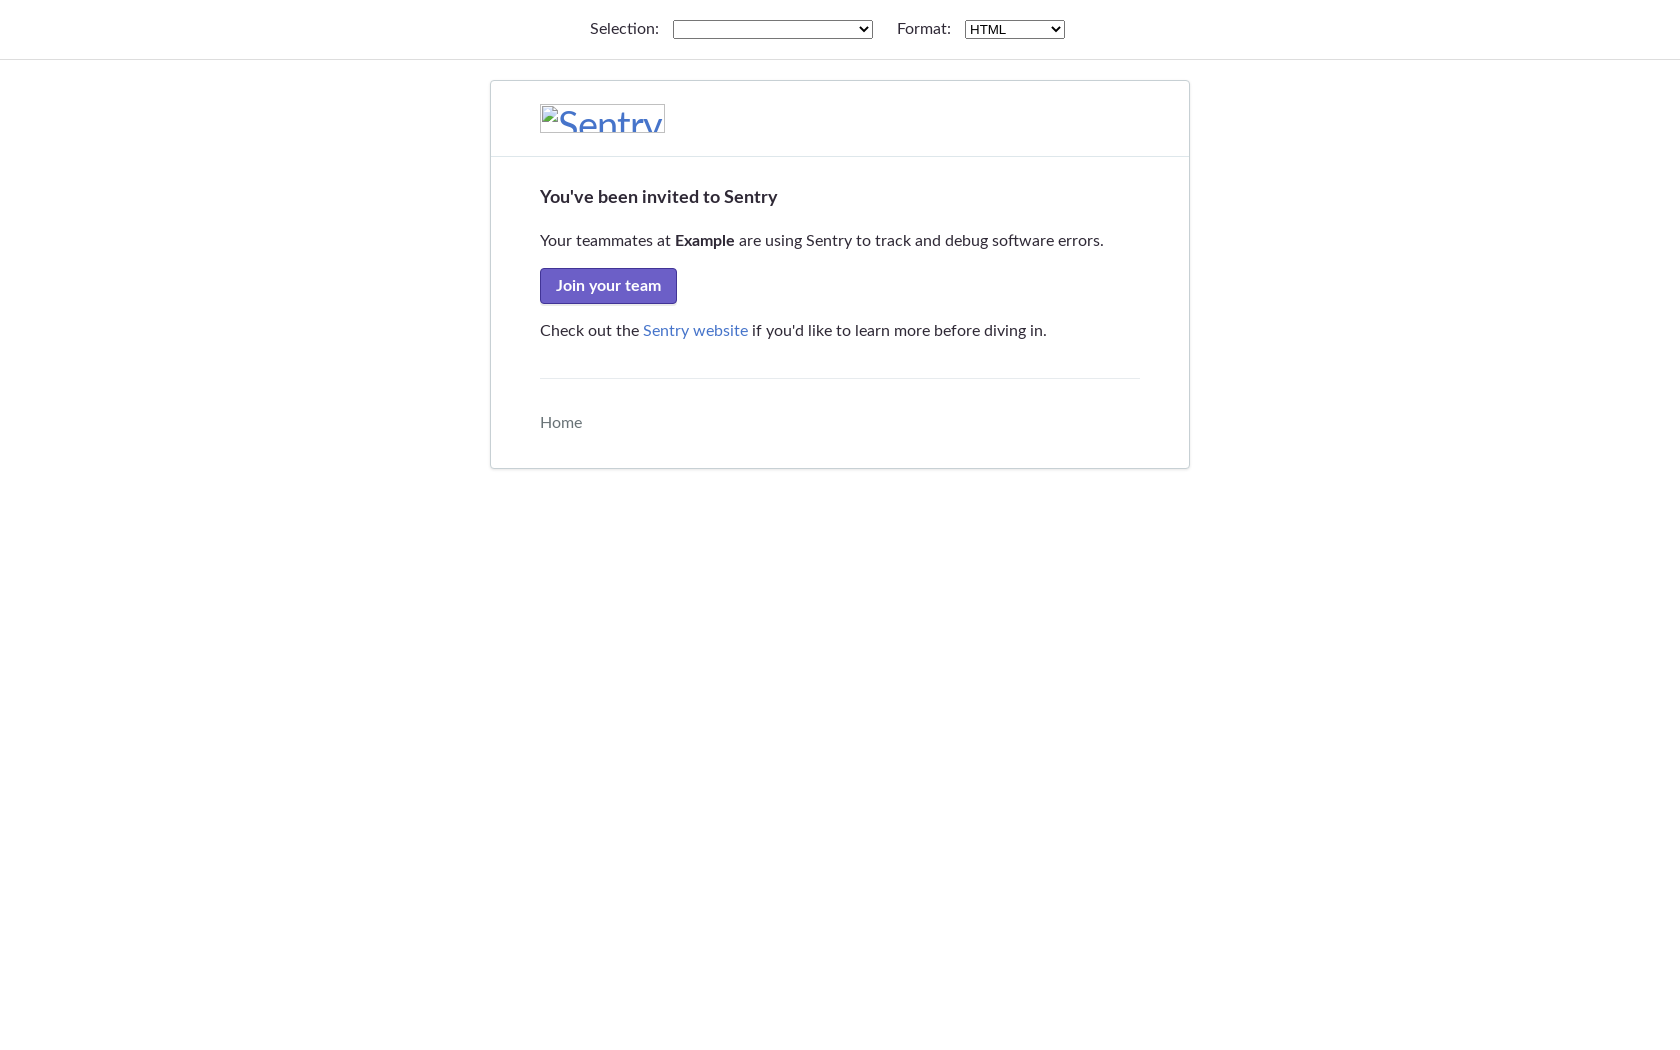 Selection: Format: HTML
Sentry
You've been invited to Sentry
Your teammates at Example are using Sentry to track and debug software errors.
Join your team
Check out the Sentry website if you'd like to learn more before diving in.
Home